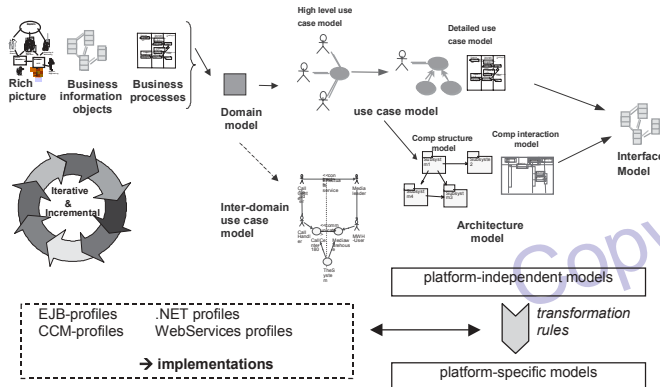 High level use
case model
Detailed use
case model
Rich
picture
Business
information
objects
Business
processes
Domain
model
use case model
Comp structure
model
Comp interaction
model
Interface
Model
Iterative
&
Incremental
Inter-domain
use case
model
Architecture
model
Copy
platform-independent models
EJB-profiles .NET profiles
CCM-profiles WebServices profiles
→ implementations
transformation
rules
platform-specific models